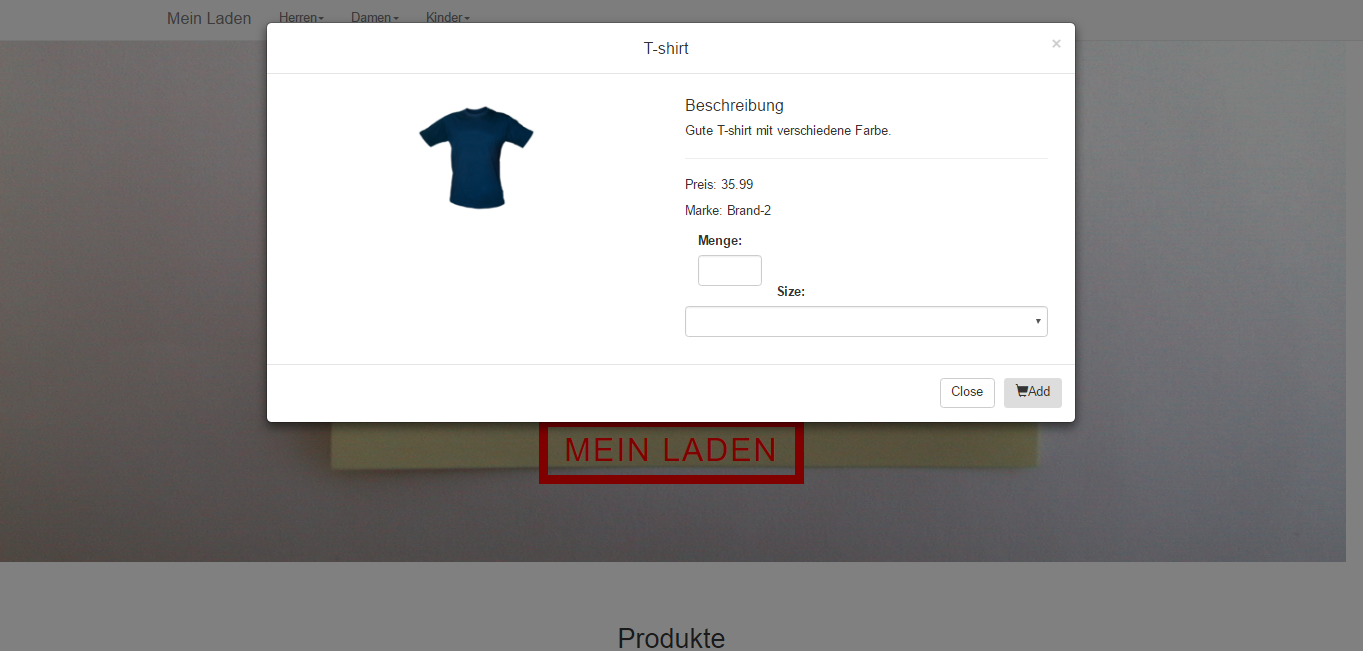 Mein Laden Herren Damen Kinder
T-shirt ×
Beschreibung
Gute T-shirt mit verschiedene Farbe.
Preis: 35.99
Marke: Brand-2
Menge:
Size:
Close Add
MEIN LADEN
Produkte